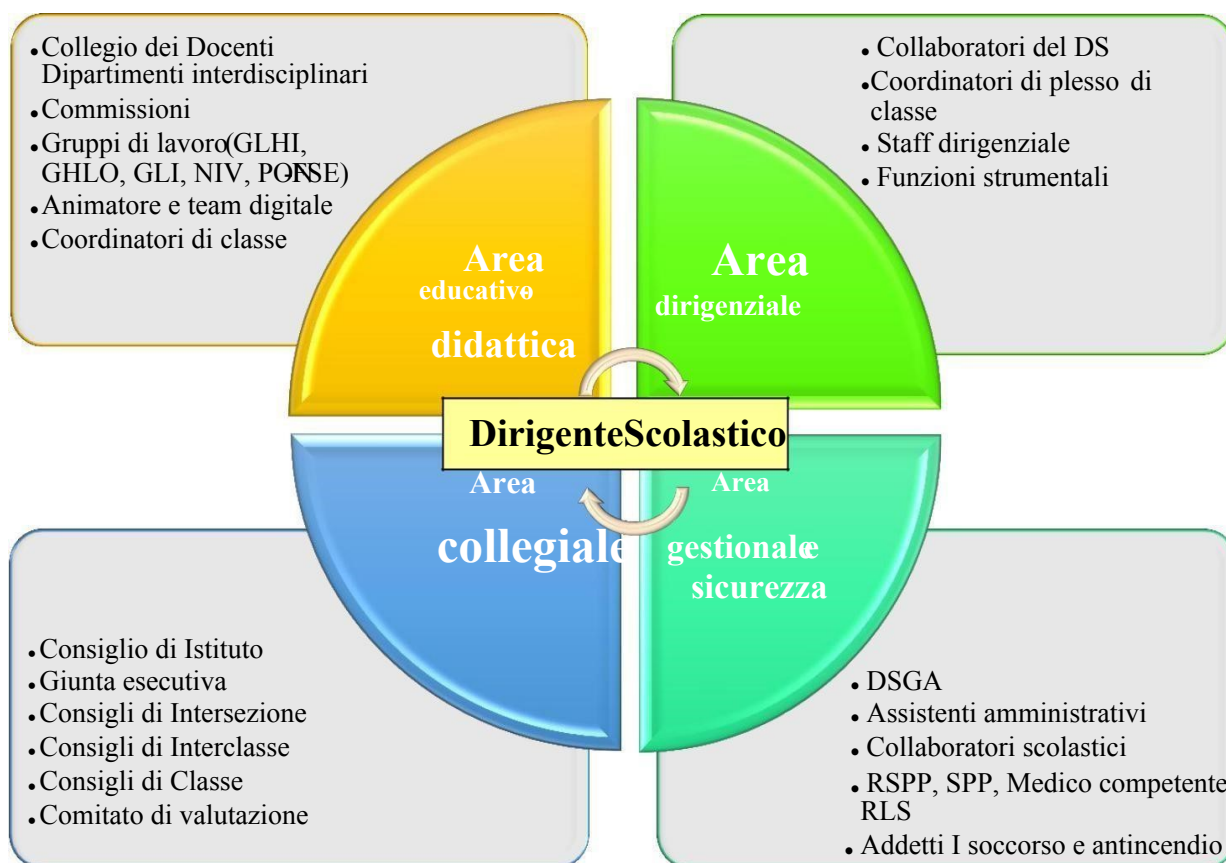 • Collegio dei Docenti
Dipartimenti interdisciplinari
• Commissioni
• Gruppi di lavoro(GLHI,
GHLO, GLI, NIV,
• Animatore e team digitale
• Coordinatori di classe
• Collaboratori del DS
• Coordinatori di plesso di
classe
• Staff dirigenziale
• Funzioni strumentali
Area
educativo-
didattica
Area
dirigenziale
DirigenteScolastico
Area
collegiale
Area
gestionale e
sicurezza
• Consiglio di Istituto
• Giunta esecutiva
• Consigli di Intersezione
• Consigli di Interclasse
• Consigli di Classe
• Comitato di valutazione
• DSGA
• Assistenti amministrativi
• Collaboratori scolastici
• RSPP, SPP, Medico competente
RLS
• Addetti I soccorso e antincendio